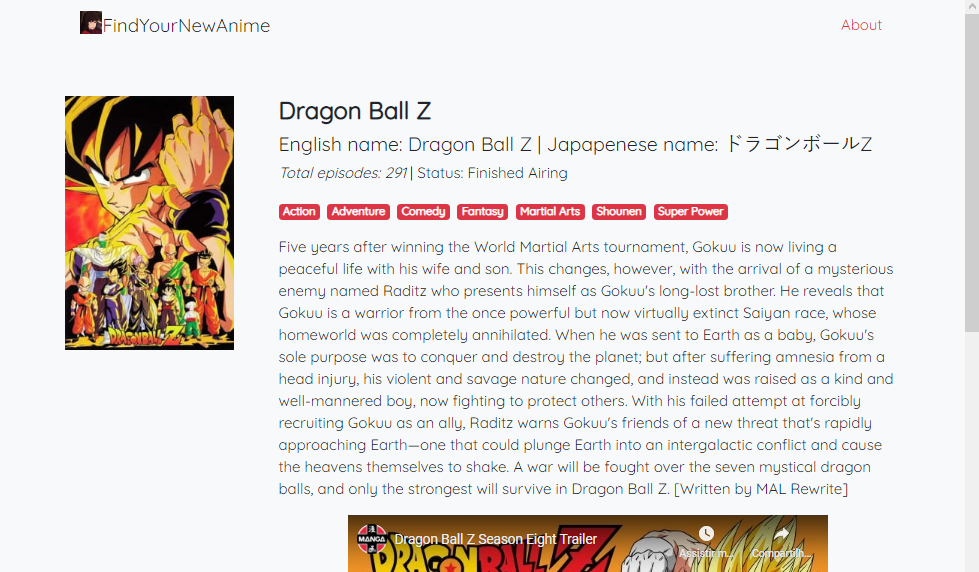 FindYourNewAnime
About
Dragon Ball Z
English name: Dragon Ball Z | Japapenese name: ドラゴンボールZ
Total episodes: 291 | Status: Finished Airing
Action Adventure Comedy Fantasy Martial Arts Shounen Super Power
Five years after winning the World Martial Arts tournament, Gokuu is now living a
peaceful life with his wife and son. This changes, however, with the arrival of a mysterious
enemy named Raditz who presents himself as Gokuu's long-lost brother. He reveals that
Gokuu is a warrior from the once powerful but now virtually extinct Saiyan race, whose
homeworld was completely annihilated. When he was sent to Earth as a baby, Gokuu's
sole purpose was to conquer and destroy the planet; but after suffering amnesia from a
head injury, his violent and savage nature changed, and instead was raised as a kind and
well-mannered boy, now fighting to protect others. With his failed attempt at forcibly
recruiting Gokuu as an ally, Raditz warns Gokuu's friends of a new threat that's rapidly
approaching Earth—one that could plunge Earth into an intergalactic conflict and cause
the heavens themselves to shake. A war will be fought over the seven mystical dragon
balls, and only the strongest will survive in Dragon Ball Z. [Written by MAL Rewrite]
DRAGONBALL Z
MANGA
Dragon Ball Z Season Eight Trailer
Assistir m...
Compartilh...
DRAGONBALL Z